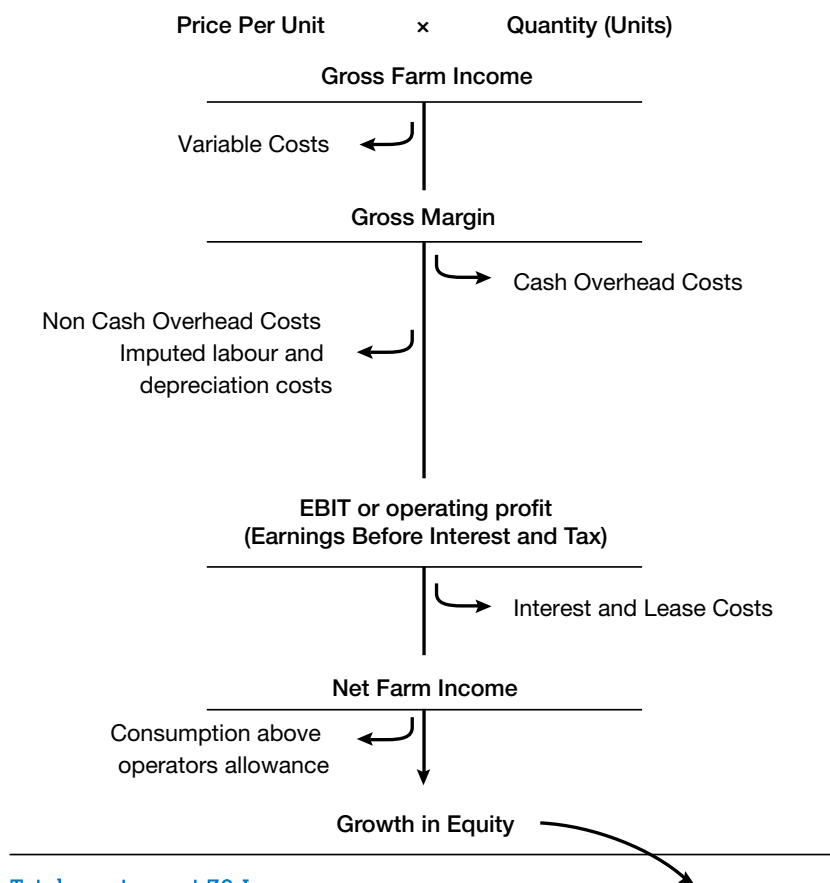 Price Per Unit × Quantity (Units)
Gross Farm Income
Variable Costs
Gross Margin
Cash Overhead Costs
Non Cash Overhead Costs
Imputed labour and
depreciation costs
EBIT or operating profit
(Earnings Before Interest and Tax)
Interest and Lease Costs
Net Farm Income
Consumption above
operators allowance
Growth in Equity